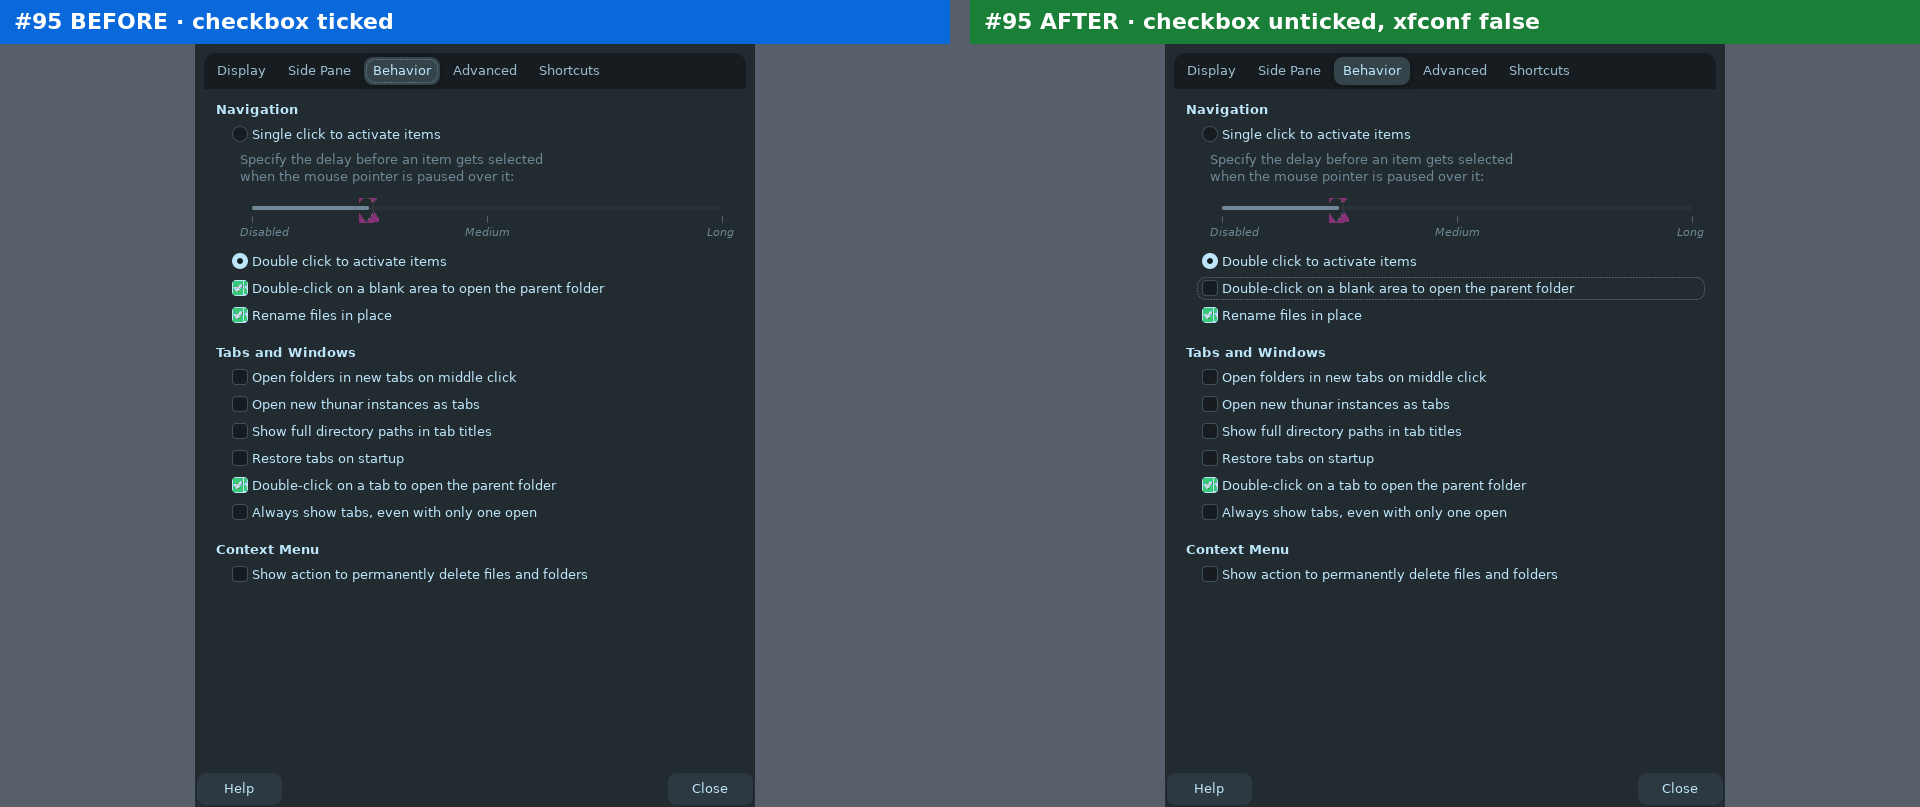 #95 BEFORE · checkbox ticked
Display Side Pane Behavior Advanced Shortcuts
Navigation
Single click to activate items
Specify the delay before an item gets selected
when the mouse pointer is paused over it:
Disabled Medium Long
Double click to activate items
Double-click on a blank area to open the parent folder
Rename files in place
Tabs and Windows
Open folders in new tabs on middle click
Open new thunar instances as tabs
Show full directory paths in tab titles
Restore tabs on startup
Double-click on a tab to open the parent folder
Always show tabs, even with only one open
Context Menu
Show action to permanently delete files and folders
Help Close
#95 AFTER · checkbox unticked, xfconf false
Display Side Pane Behavior Advanced Shortcuts
Navigation
Single click to activate items
Specify the delay before an item gets selected
when the mouse pointer is paused over it:
Disabled Medium Long
Double click to activate items
Double-click on a blank area to open the parent folder
Rename files in place
Tabs and Windows
Open folders in new tabs on middle click
Open new thunar instances as tabs
Show full directory paths in tab titles
Restore tabs on startup
Double-click on a tab to open the parent folder
Always show tabs, even with only one open
Context Menu
Show action to permanently delete files and folders
Help Close